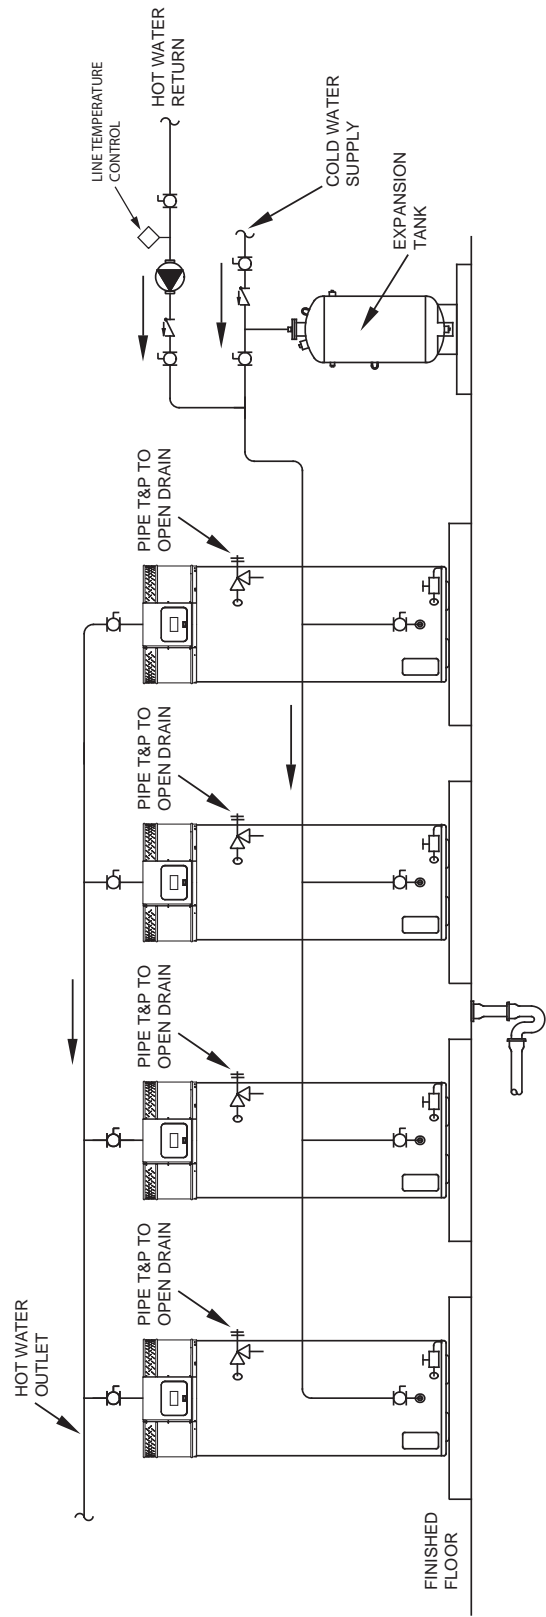 HOT WATER
OUTLET
PIPE T&P TO
OPEN DRAIN
PIPE T&P TO
OPEN DRAIN
PIPE T&P TO
OPEN DRAIN
PIPE T&P TO
OPEN DRAIN
LINE TEMPERATURE
CONTROL
HOT WATER
RETURN
COLD WATER
SUPPLY
EXPANSION
TANK
FINISHED
FLOOR